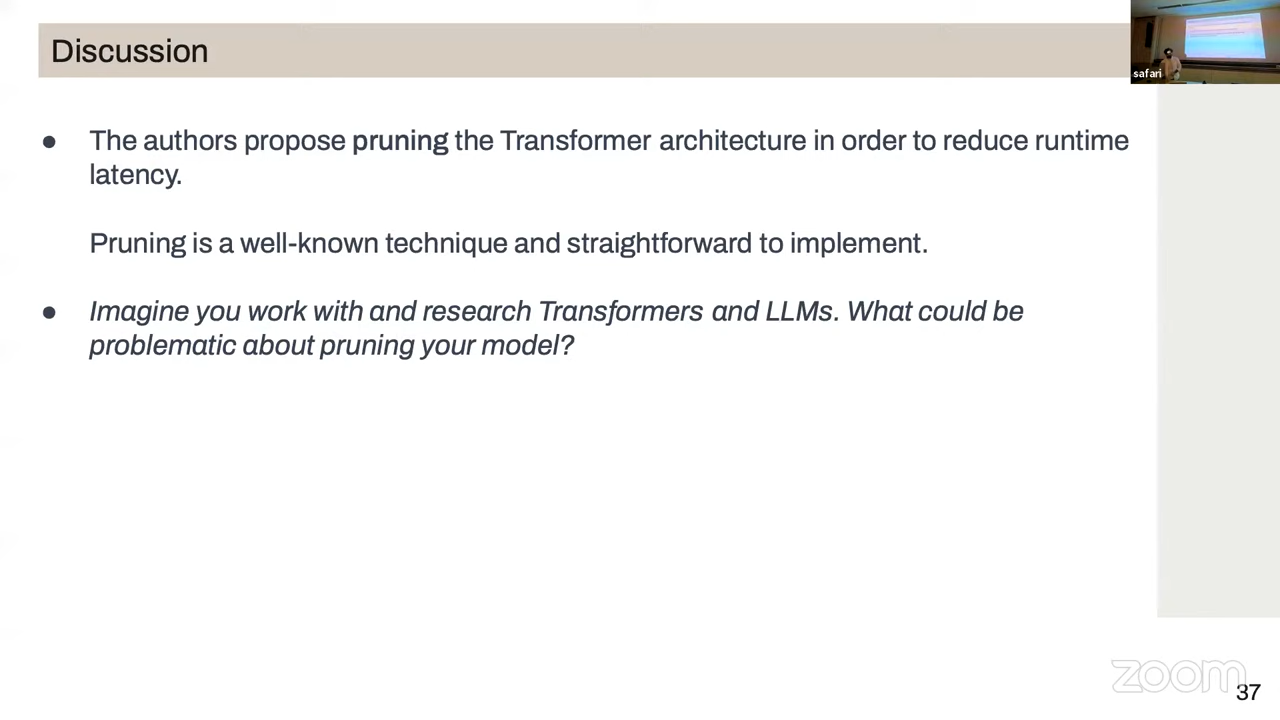 Discussion
safari
● The authors propose pruning the Transformer architecture in order to reduce runtime
latency.
Pruning is a well-known technique and straightforward to implement.
● Imagine you work with and research Transformers and LLMs. What could be
problematic about pruning your model?
zoom
37